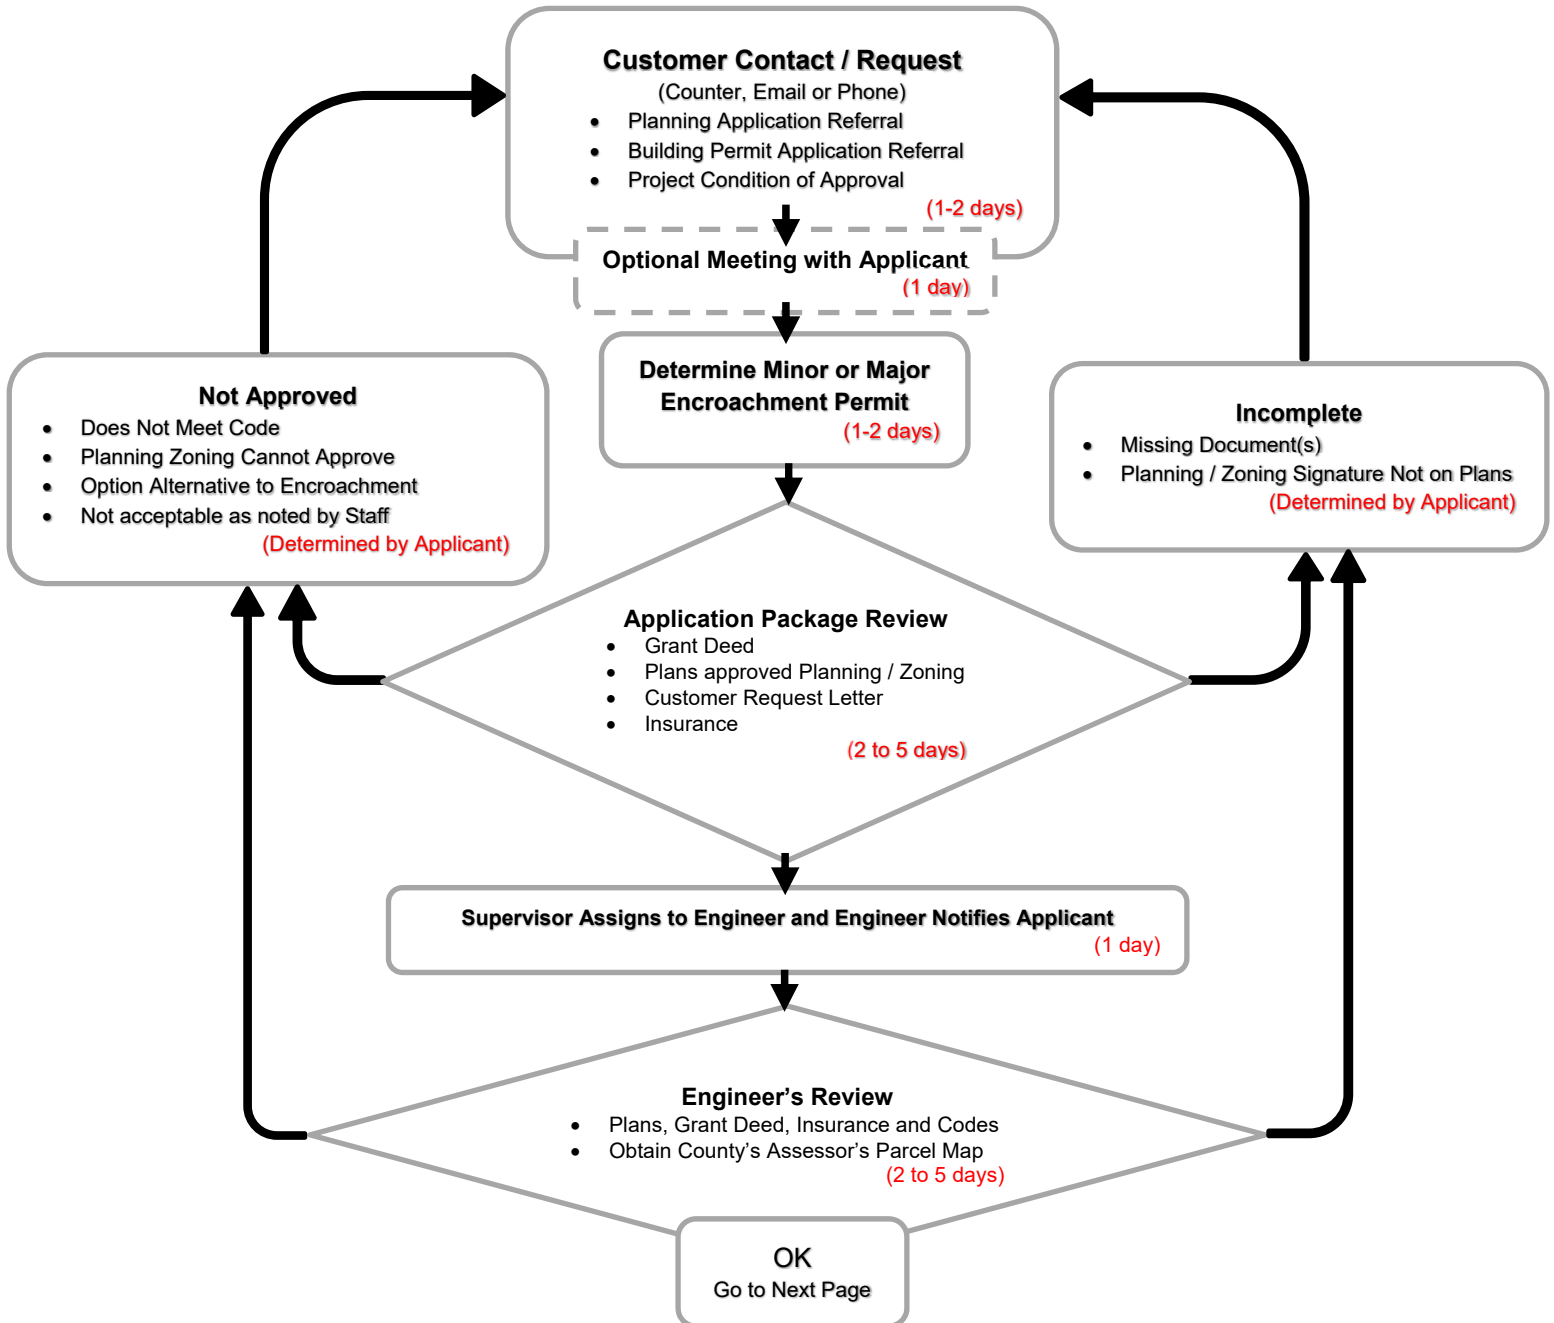 Customer Contact / Request
(Counter, Email or Phone)
• Planning Application Referral
• Building Permit Application Referral
• Project Condition of Approval
(1-2 days)
Optional Meeting with Applicant
(1 day)
Determine Minor or Major
Encroachment Permit
(1-2 days)
Not Approved
• Does Not Meet Code
• Planning Zoning Cannot Approve
• Option Alternative to Encroachment
• Not acceptable as noted by Staff
(Determined by Applicant)
Incomplete
• Missing Document(s)
• Planning / Zoning Signature Not on Plans
(Determined by Applicant)
Application Package Review
• Grant Deed
• Plans approved Planning / Zoning
• Customer Request Letter
• Insurance
(2 to 5 days)
Supervisor Assigns to Engineer and Engineer Notifies Applicant
(1 day)
Engineer’s Review
• Plans, Grant Deed, Insurance and Codes
• Obtain County’s Assessor’s Parcel Map
(2 to 5 days)
OK
Go to Next Page